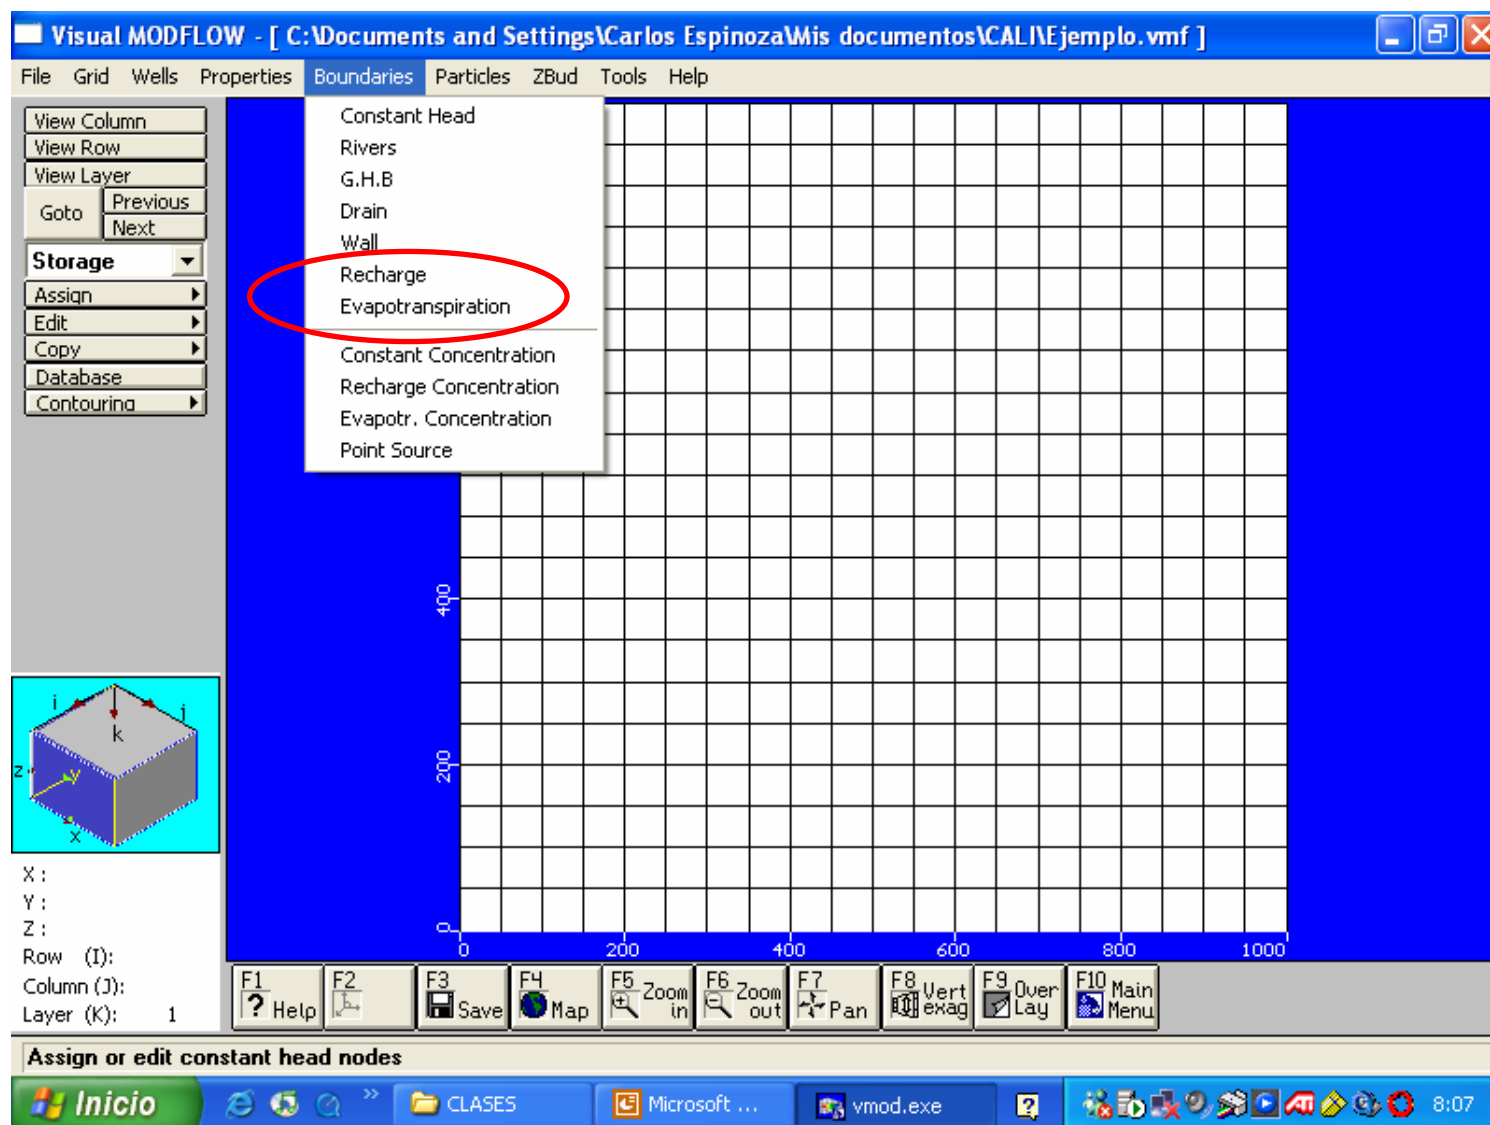 Visual MODFLOW - [ C:\Documents and Settings\Carlos Espinoza\Mis documentos\CALI\Ejemplo.vmf ]
File Grid Wells Properties Boundaries Particles ZBud Tools Help
View Column
View Row
View Layer
Goto Previous
Next
Storage
Assign
Edit
Copy
Database
Contouring
Constant Head
Rivers
G.H.B
Drain
Wall
Recharge
Evapotranspiration
Constant Concentration
Recharge Concentration
Evapotr. Concentration
Point Source
400
200
0
0 200 400 600 800 1000
i j
k
z y
x
X :
Y :
Z :
Row (I):
Column (J):
Layer (K): 1
F1 ? Help
F2
F3 Save
F4 Map
F5 Zoom in
F6 Zoom out
F7 Pan
F8 Vert exag
F9 Over Lay
F10 Main Menu
Assign or edit constant head nodes
Inicio » CLASES Microsoft ... vmod.exe ? 8:07